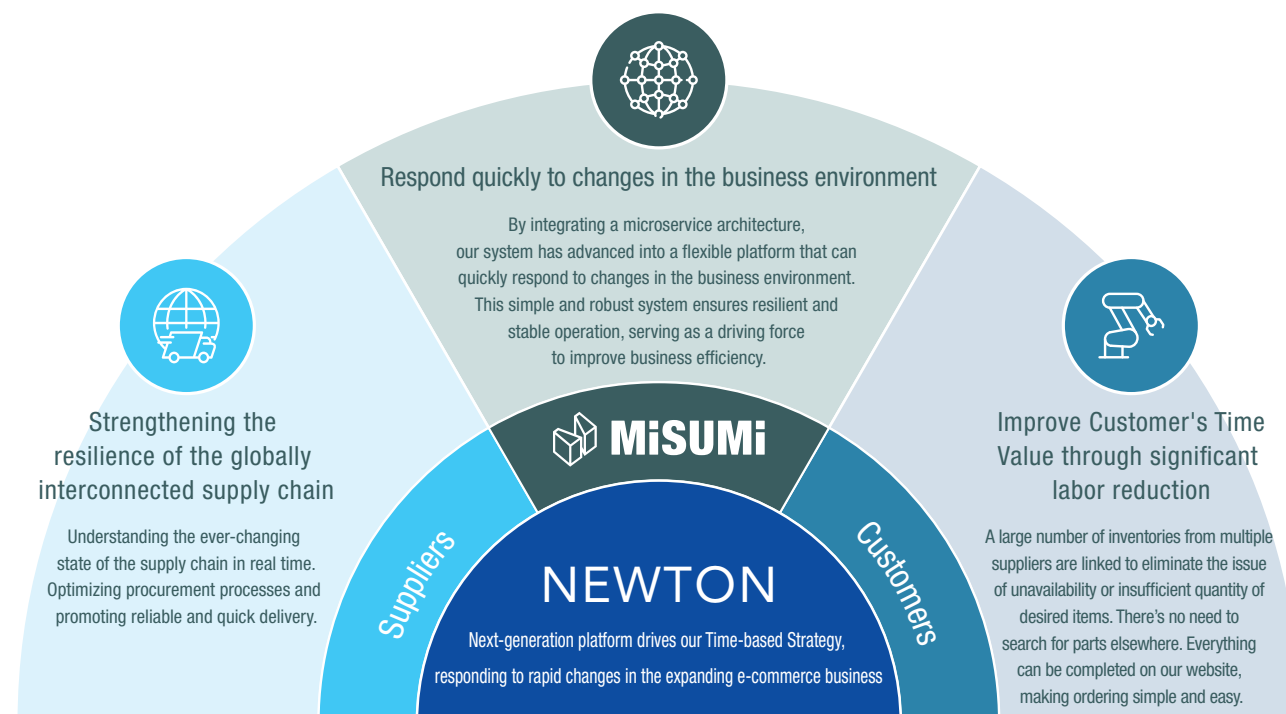 Respond quickly to changes in the business environment
By integrating a microservice architecture,
our system has advanced into a flexible platform that can
quickly respond to changes in the business environment.
This simple and robust system ensures resilient and
stable operation, serving as a driving force
to improve business efficiency.
Strengthening the
resilience of the globally
interconnected supply chain
Understanding the ever-changing
state of the supply chain in real time.
Optimizing procurement processes and
promoting reliable and quick delivery.
Suppliers
MiSUMi
NEWTON
Next-generation platform drives our Time-based Strategy,
responding to rapid changes in the expanding e-commerce business
Customers
Improve Customer's Time
Value through significant
labor reduction
A large number of inventories from multiple
suppliers are linked to eliminate the issue
of unavailability or insufficient quantity of
desired items. There's no need to
search for parts elsewhere. Everything
can be completed on our website,
making ordering simple and easy.